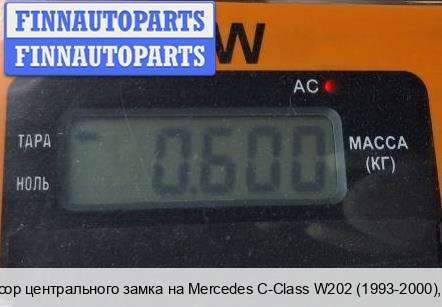 FINNAUTOPARTS
FINNAUTOPARTS
W
AC
ТАРА
НОЛЬ
0.600
МАССА
(КГ)
сор центрального замка на Mercedes C-Class W202 (1993-2000),